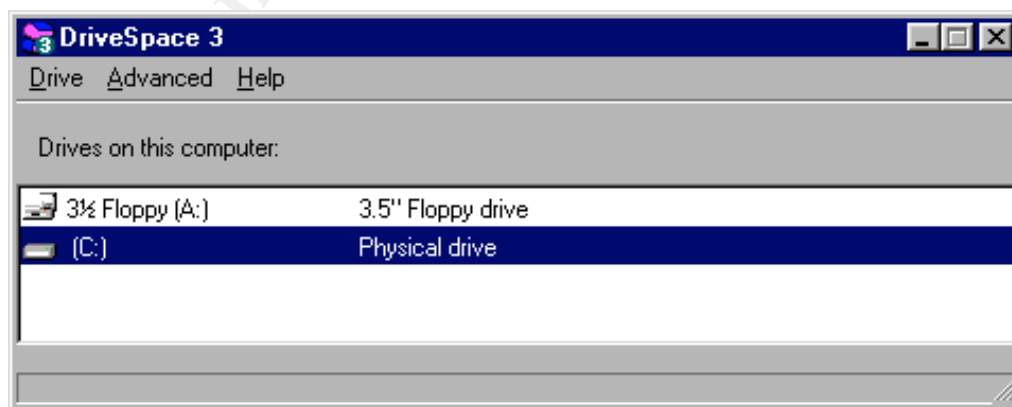 DriveSpace 3
Drive Advanced Help
Drives on this computer:
3½ Floppy (A:) 3.5" Floppy drive
(C:) Physical drive